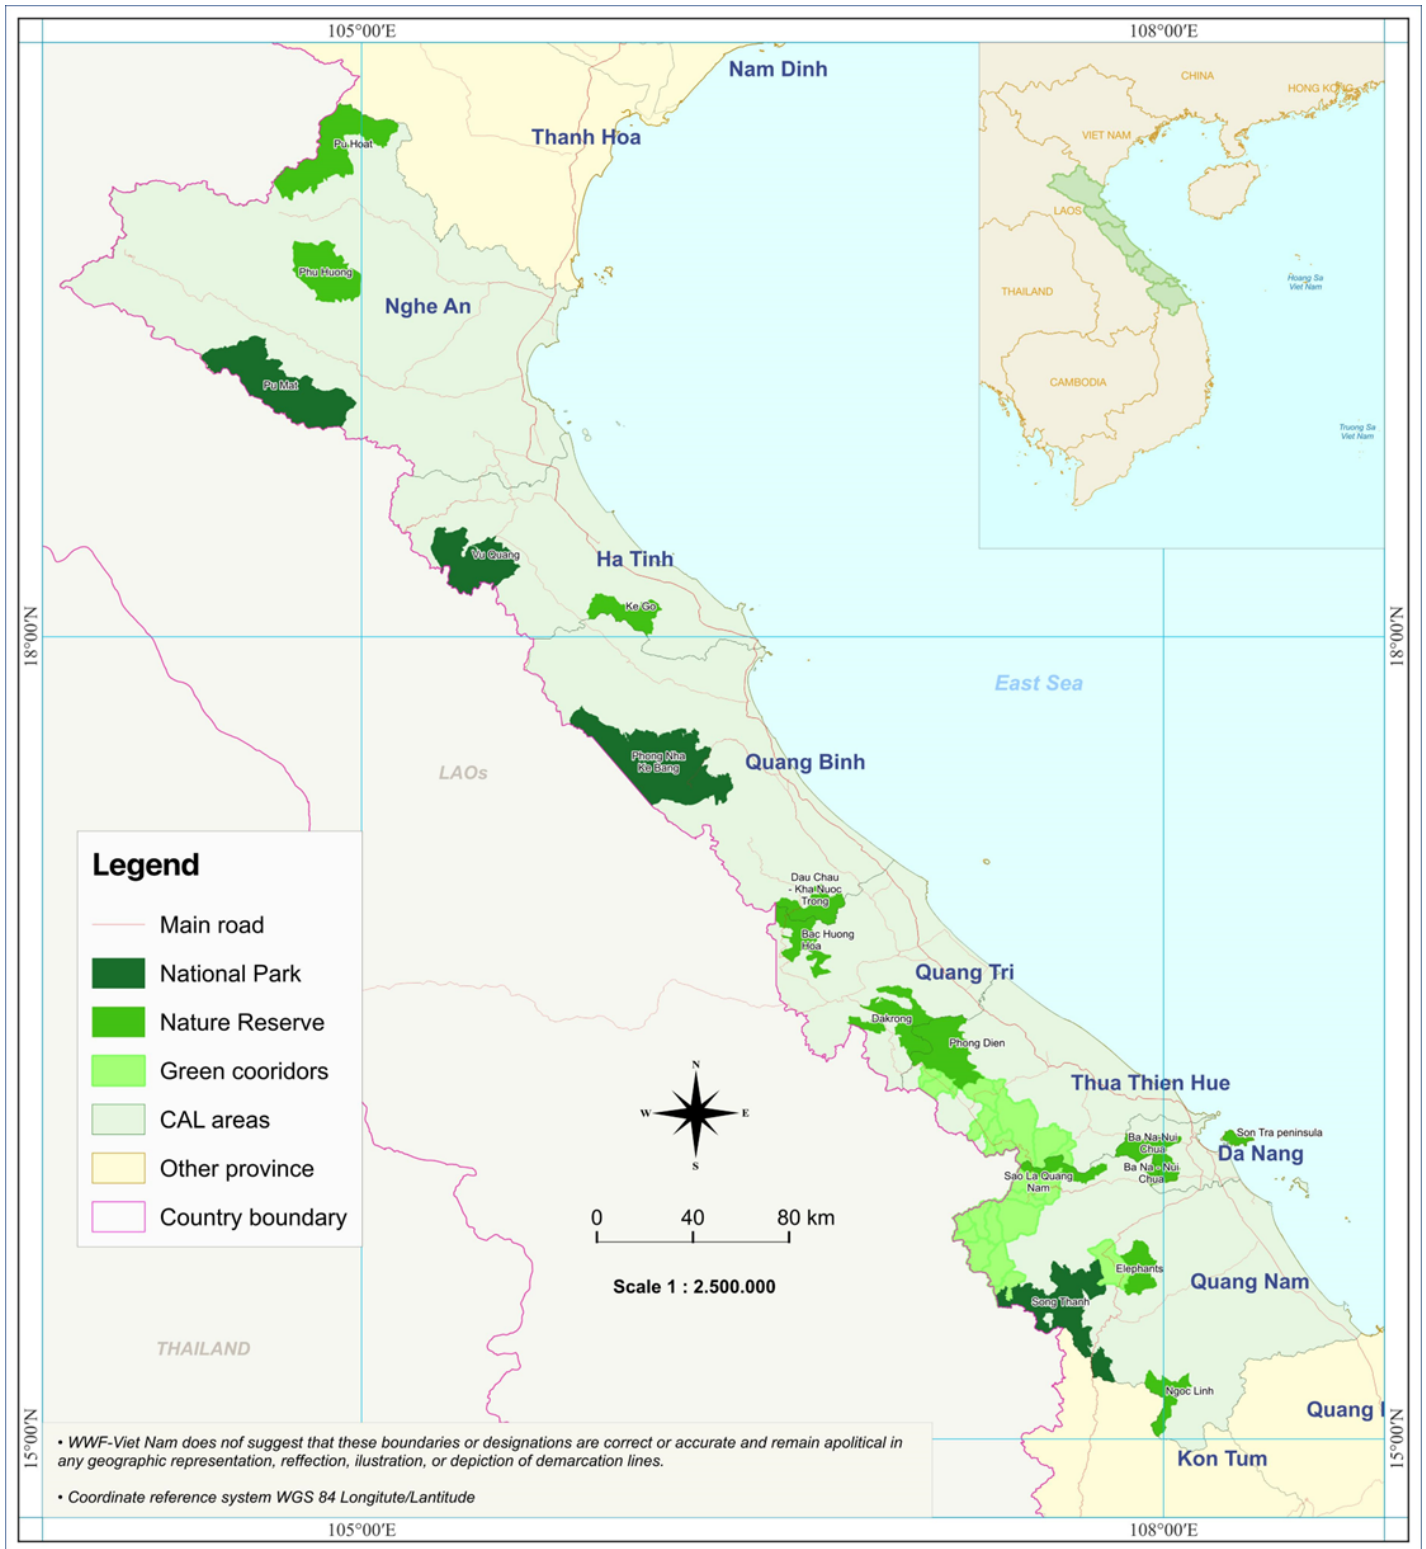 105°00'E
108°00'E
Nam Dinh
Thanh Hoa
Pu Hoat
Phu Huong
Nghe An
Pu Mat
CHINA
HONG KONG
VIET NAM
LAOS
Hoang Sa
Viet Nam
THAILAND
CAMBODIA
Truong Sa
Viet Nam
Vu Quang
Ha Tinh
Ke Go
18°00'N
18°00'N
East Sea
Phong Nha
Ke Bang
Quang Binh
LAOs
Legend
Main road
National Park
Nature Reserve
Green cooridors
CAL areas
Other province
Country boundary
Dau Chau
- Kha Nuoc
Trong
Bac Huong
Hoa
Quang Tri
Dakrong
Phong Dien
Thua Thien Hue
N
W
E
S
Ba Na-Nui
Chua
Son Tra peninsula
Da Nang
Ba Na - Nui
Chua
Sao La Quang
Nam
0 40 80 km
Scale 1 : 2.500.000
Elephants
Quang Nam
Song Thanh
THAILAND
Ngoc Linh
Quang
Kon Tum
15°00'N
15°00'N
• WWF-Viet Nam does nof suggest that these boundaries or designations are correct or accurate and remain apolitical in
any geographic representation, reffection, ilustration, or depiction of demarcation lines.
• Coordinate reference system WGS 84 Longitute/Lantitude
105°00'E
108°00'E